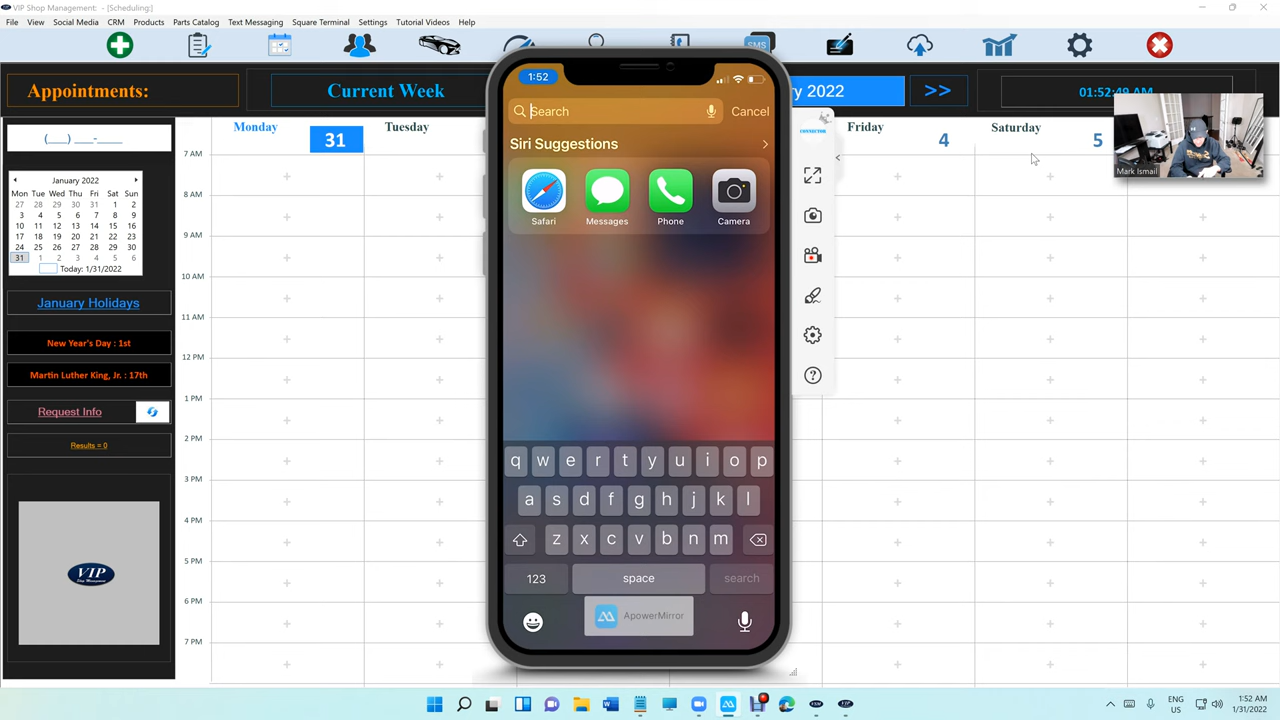 VIP Shop Management: - [Scheduling:]
File View Social Media CRM Products Parts Catalog Text Messaging Square Terminal Settings Tutorial Videos Help
SMS
Appointments:
Current Week
ry 2022
>>
01:52:49 AM
(___) ___-____
Monday 31 Tuesday Friday 4 Saturday 5
Mark Ismail
January 2022
Mon Tue Wed Thu Fri Sat Sun
27 28 29 30 31 1 2
3 4 5 6 7 8 9
10 11 12 13 14 15 16
17 18 19 20 21 22 23
24 25 26 27 28 29 30
31 1 2 3 4 5 6
Today: 1/31/2022
January Holidays
New Year's Day : 1st
Martin Luther King, Jr. : 17th
Request Info
Results = 0
VIP
Shop Management
7 AM
8 AM
9 AM
10 AM
11 AM
12 PM
1 PM
2 PM
3 PM
4 PM
5 PM
6 PM
7 PM
1:52
Search Cancel
Siri Suggestions
Safari Messages Phone Camera
q w e r t y u i o p
a s d f g h j k l
z x c v b n m
123 space search
ApowerMirror
CONNECTOR
ENG
US
1:52 AM
1/31/2022